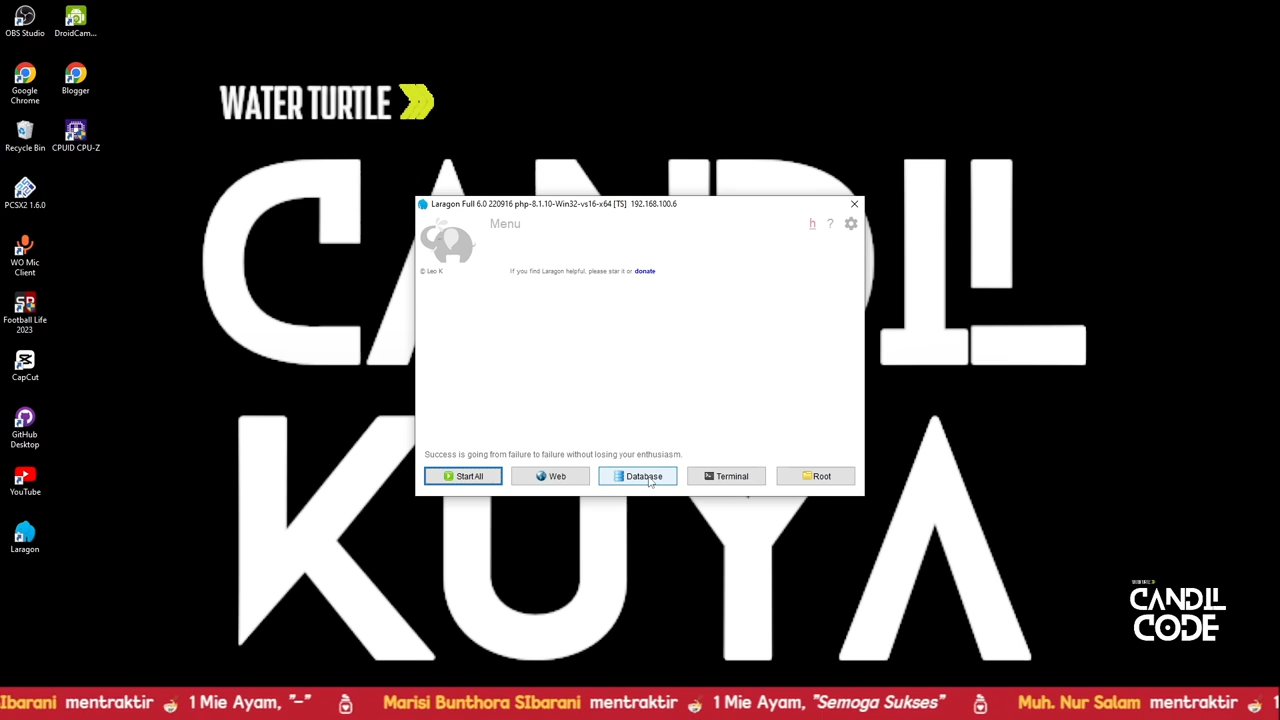 OBS Studio
DroidCam...
Google
Chrome
Blogger
Recycle Bin
CPUID CPU-Z
PCSX2 1.6.0
WO Mic
Client
Football Life
2023
CapCut
GitHub
Desktop
YouTube
Laragon
WATER TURTLE
CANDIL
KUYA
Laragon Full 6.0 220916 php-8.1.10-Win32-vs16-x64 [TS] 192.168.100.6
Menu
h ?
© Leo K
If you find Laragon helpful, please star it or donate
Success is going from failure to failure without losing your enthusiasm.
Start All
Web
Database
Terminal
Root
CANDIL
CODE
Ibarani mentraktir 1 Mie Ayam, "-" Marisi Bunthora SIbarani mentraktir 1 Mie Ayam, "Semoga Sukses" Muh. Nur Salam mentraktir 1